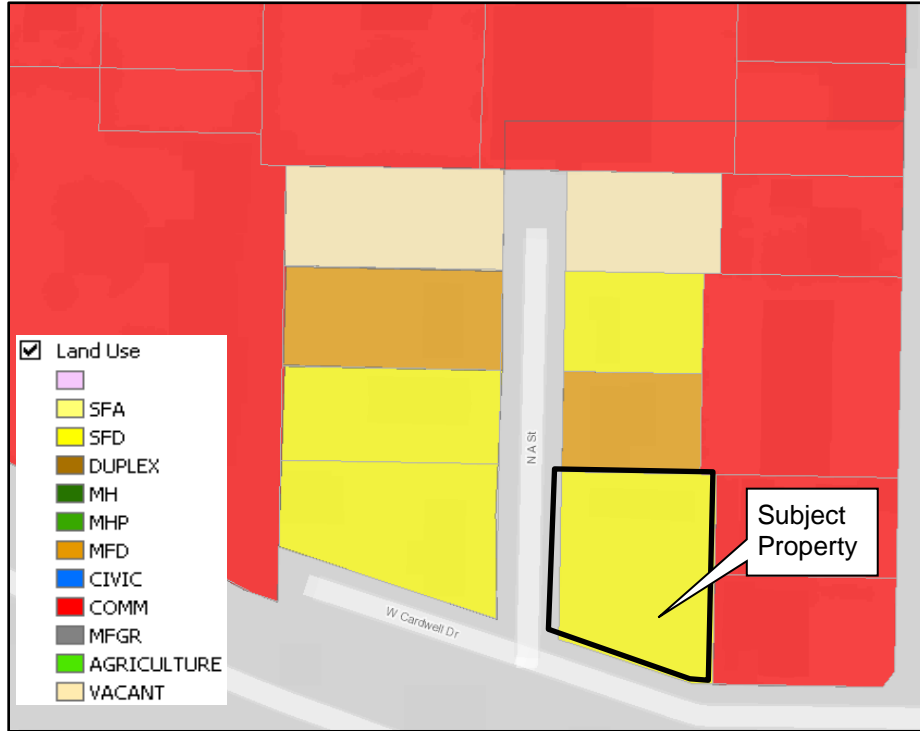 N A St
Land Use
SFA
SFD
DUPLEX
MH
MHP
MFD
CIVIC
COMM
MFGR
AGRICULTURE
VACANT
Subject
Property
W Cardwell Dr